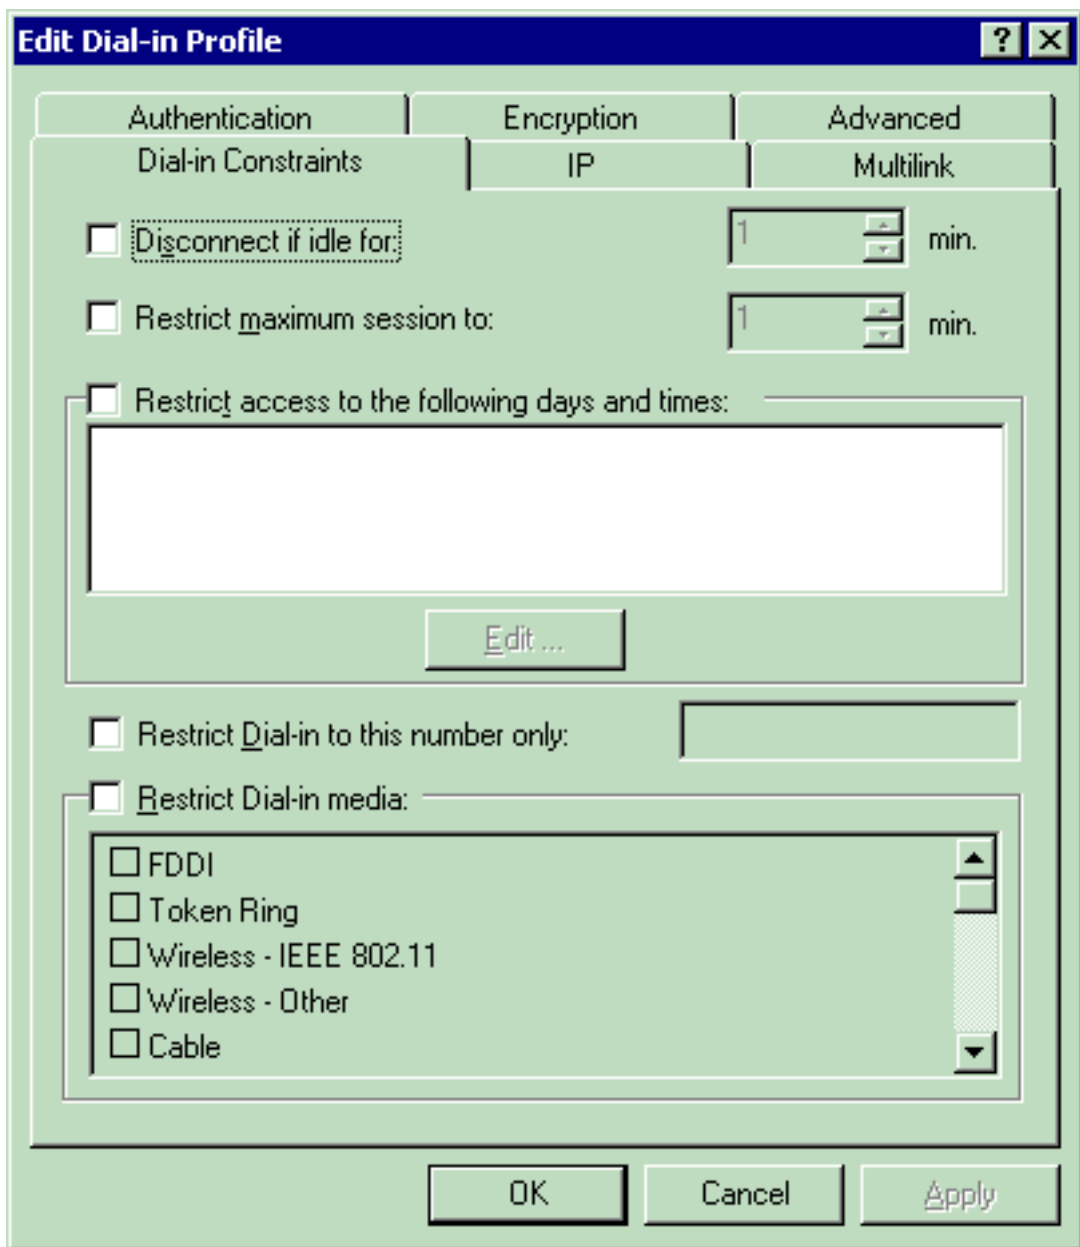 Edit Dial-in Profile
Authentication Encryption Advanced
Dial-in Constraints IP Multilink
Disconnect if idle for: 1 min.
Restrict maximum session to: 1 min.
Restrict access to the following days and times:
Edit ...
Restrict Dial-in to this number only:
Restrict Dial-in media:
FDDI
Token Ring
Wireless - IEEE 802.11
Wireless - Other
Cable
OK Cancel Apply